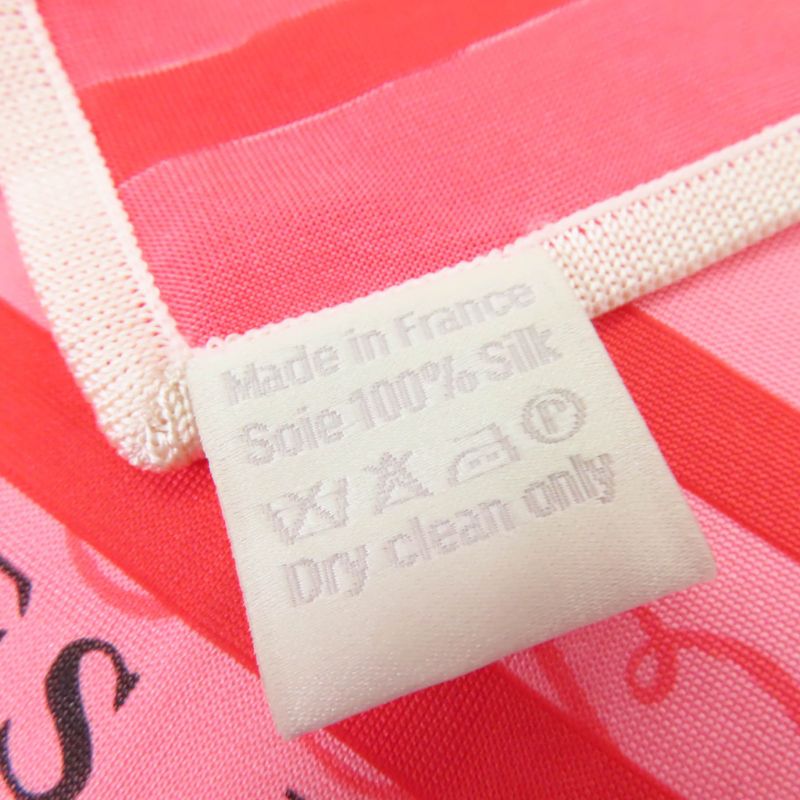 Made in France
Soie 100% Silk
P
Dry clean only
s